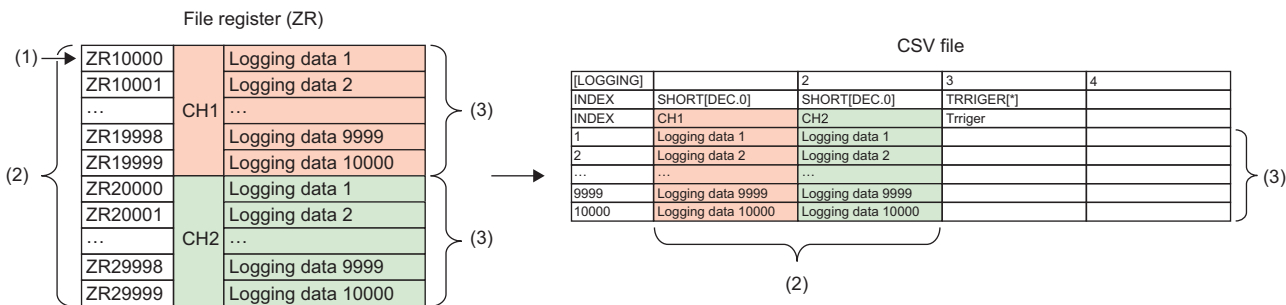 File register (ZR)
(1)
ZR10000 CH1 Logging data 1
ZR10001 Logging data 2
… …
ZR19998 Logging data 9999
ZR19999 Logging data 10000
(3)
(2)
ZR20000 CH2 Logging data 1
ZR20001 Logging data 2
… …
ZR29998 Logging data 9999
ZR29999 Logging data 10000
(3)
CSV file
[LOGGING] 2 3 4
INDEX SHORT[DEC.0] SHORT[DEC.0] TRRIGER[*]
INDEX CH1 CH2 Trriger
1 Logging data 1 Logging data 1
2 Logging data 2 Logging data 2
… … …
9999 Logging data 9999 Logging data 9999
10000 Logging data 10000 Logging data 10000
(3)
(2)